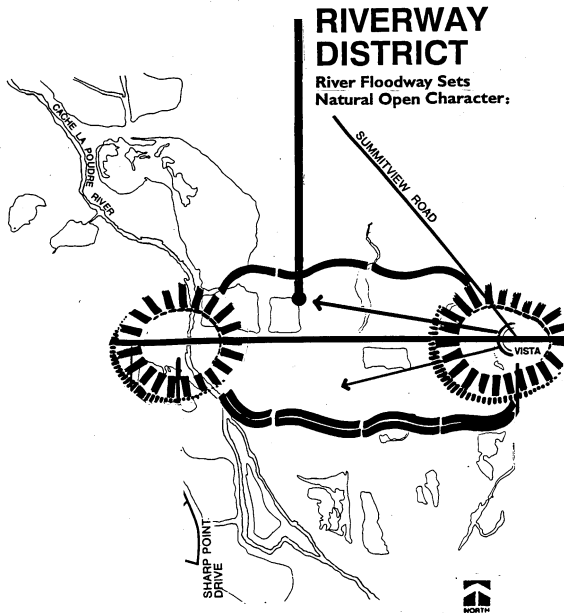 RIVERWAY
DISTRICT
River Floodway Sets
Natural Open Character:
SUMMITVIEW ROAD
CACHE LA POUDRE
RIVER
VISTA
SHARP POINT
DRIVE
NORTH